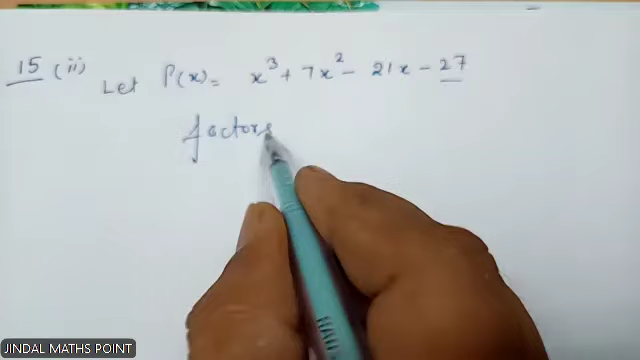 15 (ii) Let P(x) = x³ + 7x² - 21x - 27
factors
JINDAL MATHS POINT